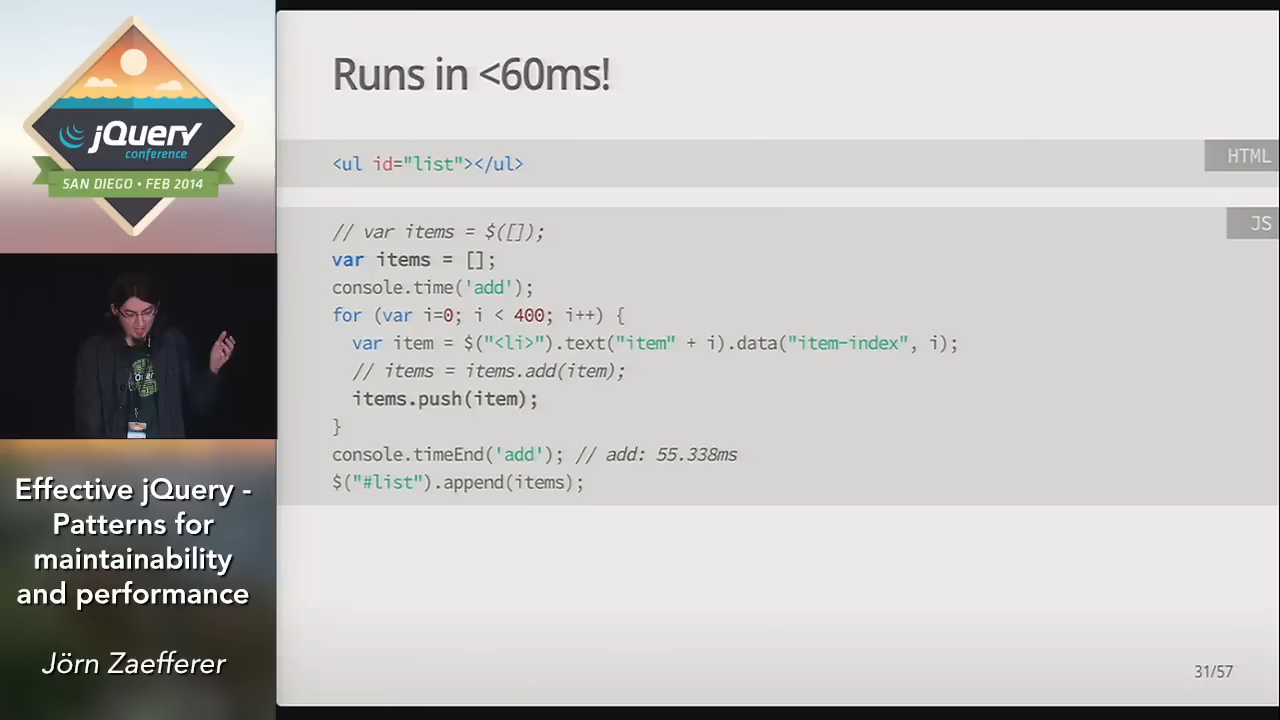 jQuery
conference
SAN DIEGO • FEB 2014
Effective jQuery -
Patterns for
maintainability
and performance
Jörn Zaefferer
Runs in <60ms!
HTML
<ul id="list"></ul>
JS
// var items = $([]);
var items = [];
console.time('add');
for (var i=0; i < 400; i++) {
  var item = $("<li>").text("item" + i).data("item-index", i);
  // items = items.add(item);
  items.push(item);
}
console.timeEnd('add'); // add: 55.338ms
$("#list").append(items);
31/57